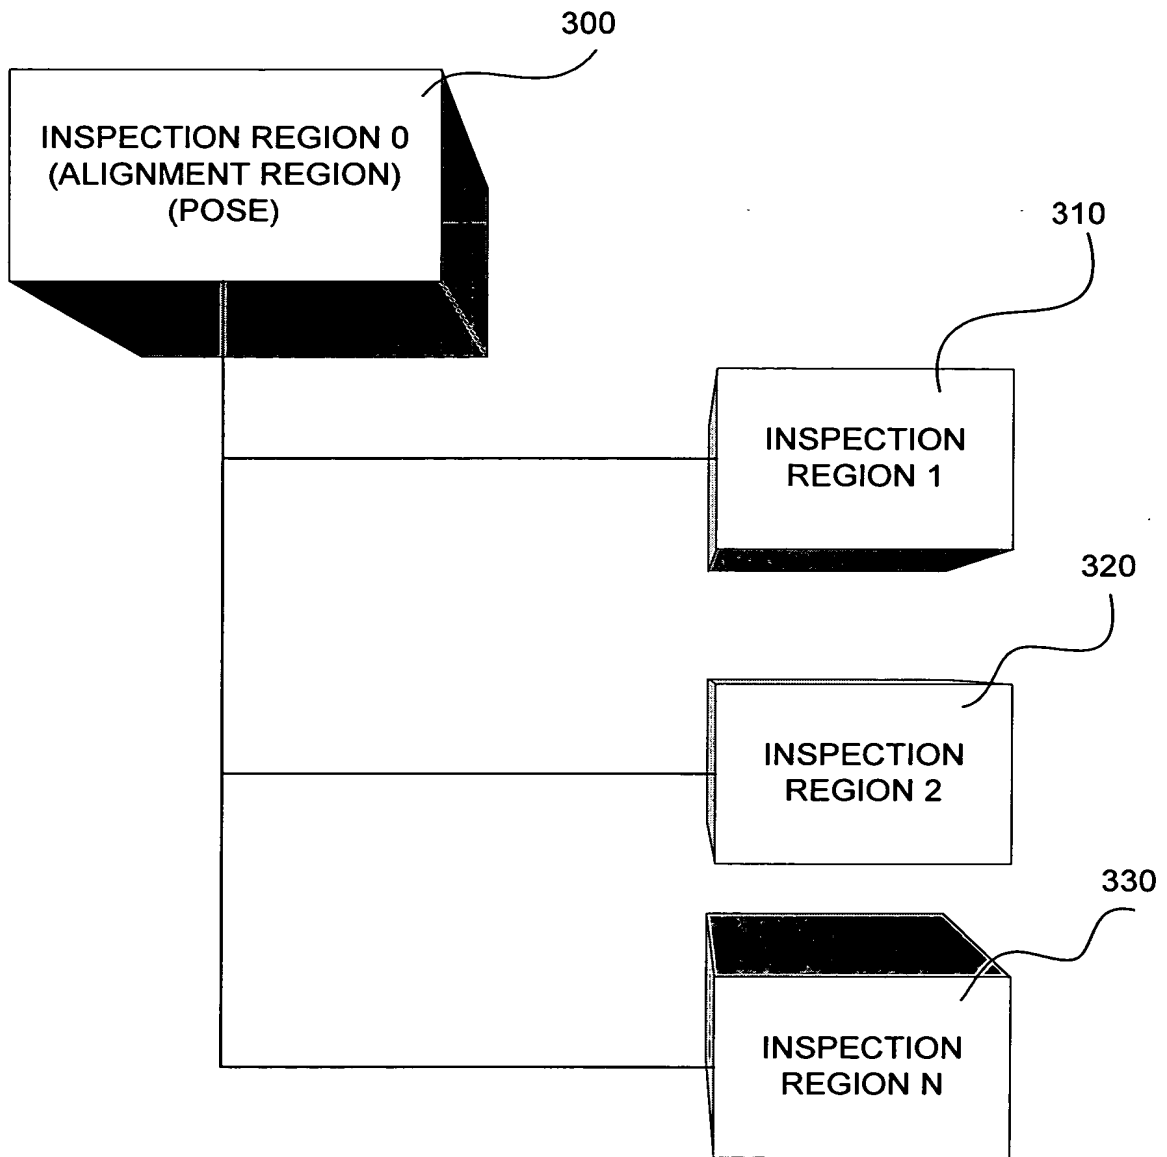 300
INSPECTION REGION 0
(ALIGNMENT REGION)
(POSE)
310
INSPECTION
REGION 1
320
INSPECTION
REGION 2
330
INSPECTION
REGION N